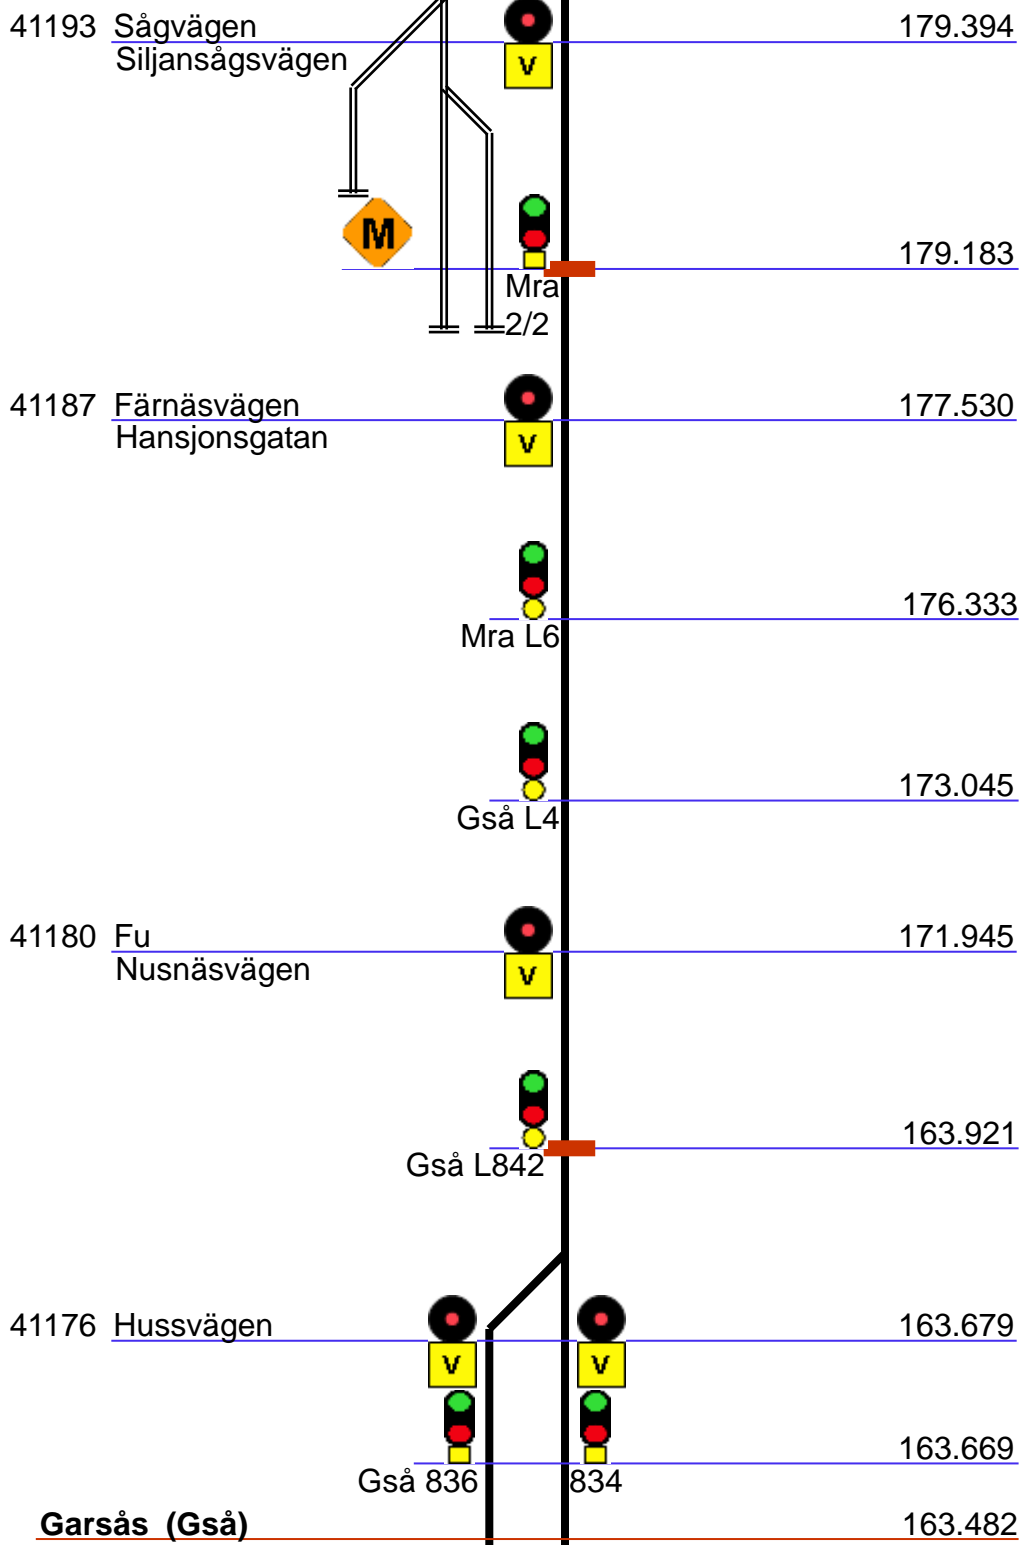 41193 Sågvägen 179.394
Siljansågsvägen
V
M
179.183
Mra
2/2
41187 Färnäsvägen 177.530
Hansjonsgatan
V
176.333
Mra L6
173.045
Gså L4
41180 Fu 171.945
Nusnäsvägen
V
163.921
Gså L842
41176 Hussvägen 163.679
V V
163.669
Gså 836 834
Garsås (Gså) 163.482